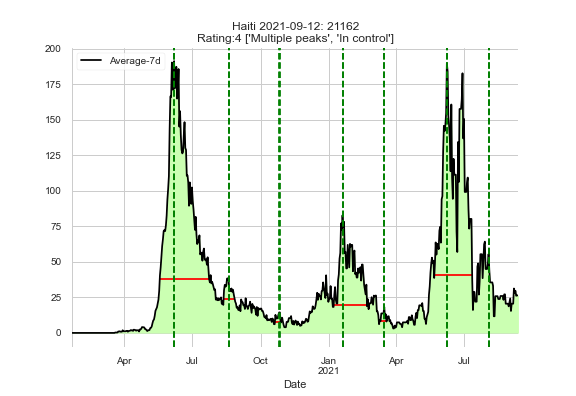 Haiti 2021-09-12: 21162
Rating:4 ['Multiple peaks', 'In control']
Average-7d
200
175
150
125
100
75
50
25
0
Apr Jul Oct Jan Apr Jul
2021
Date